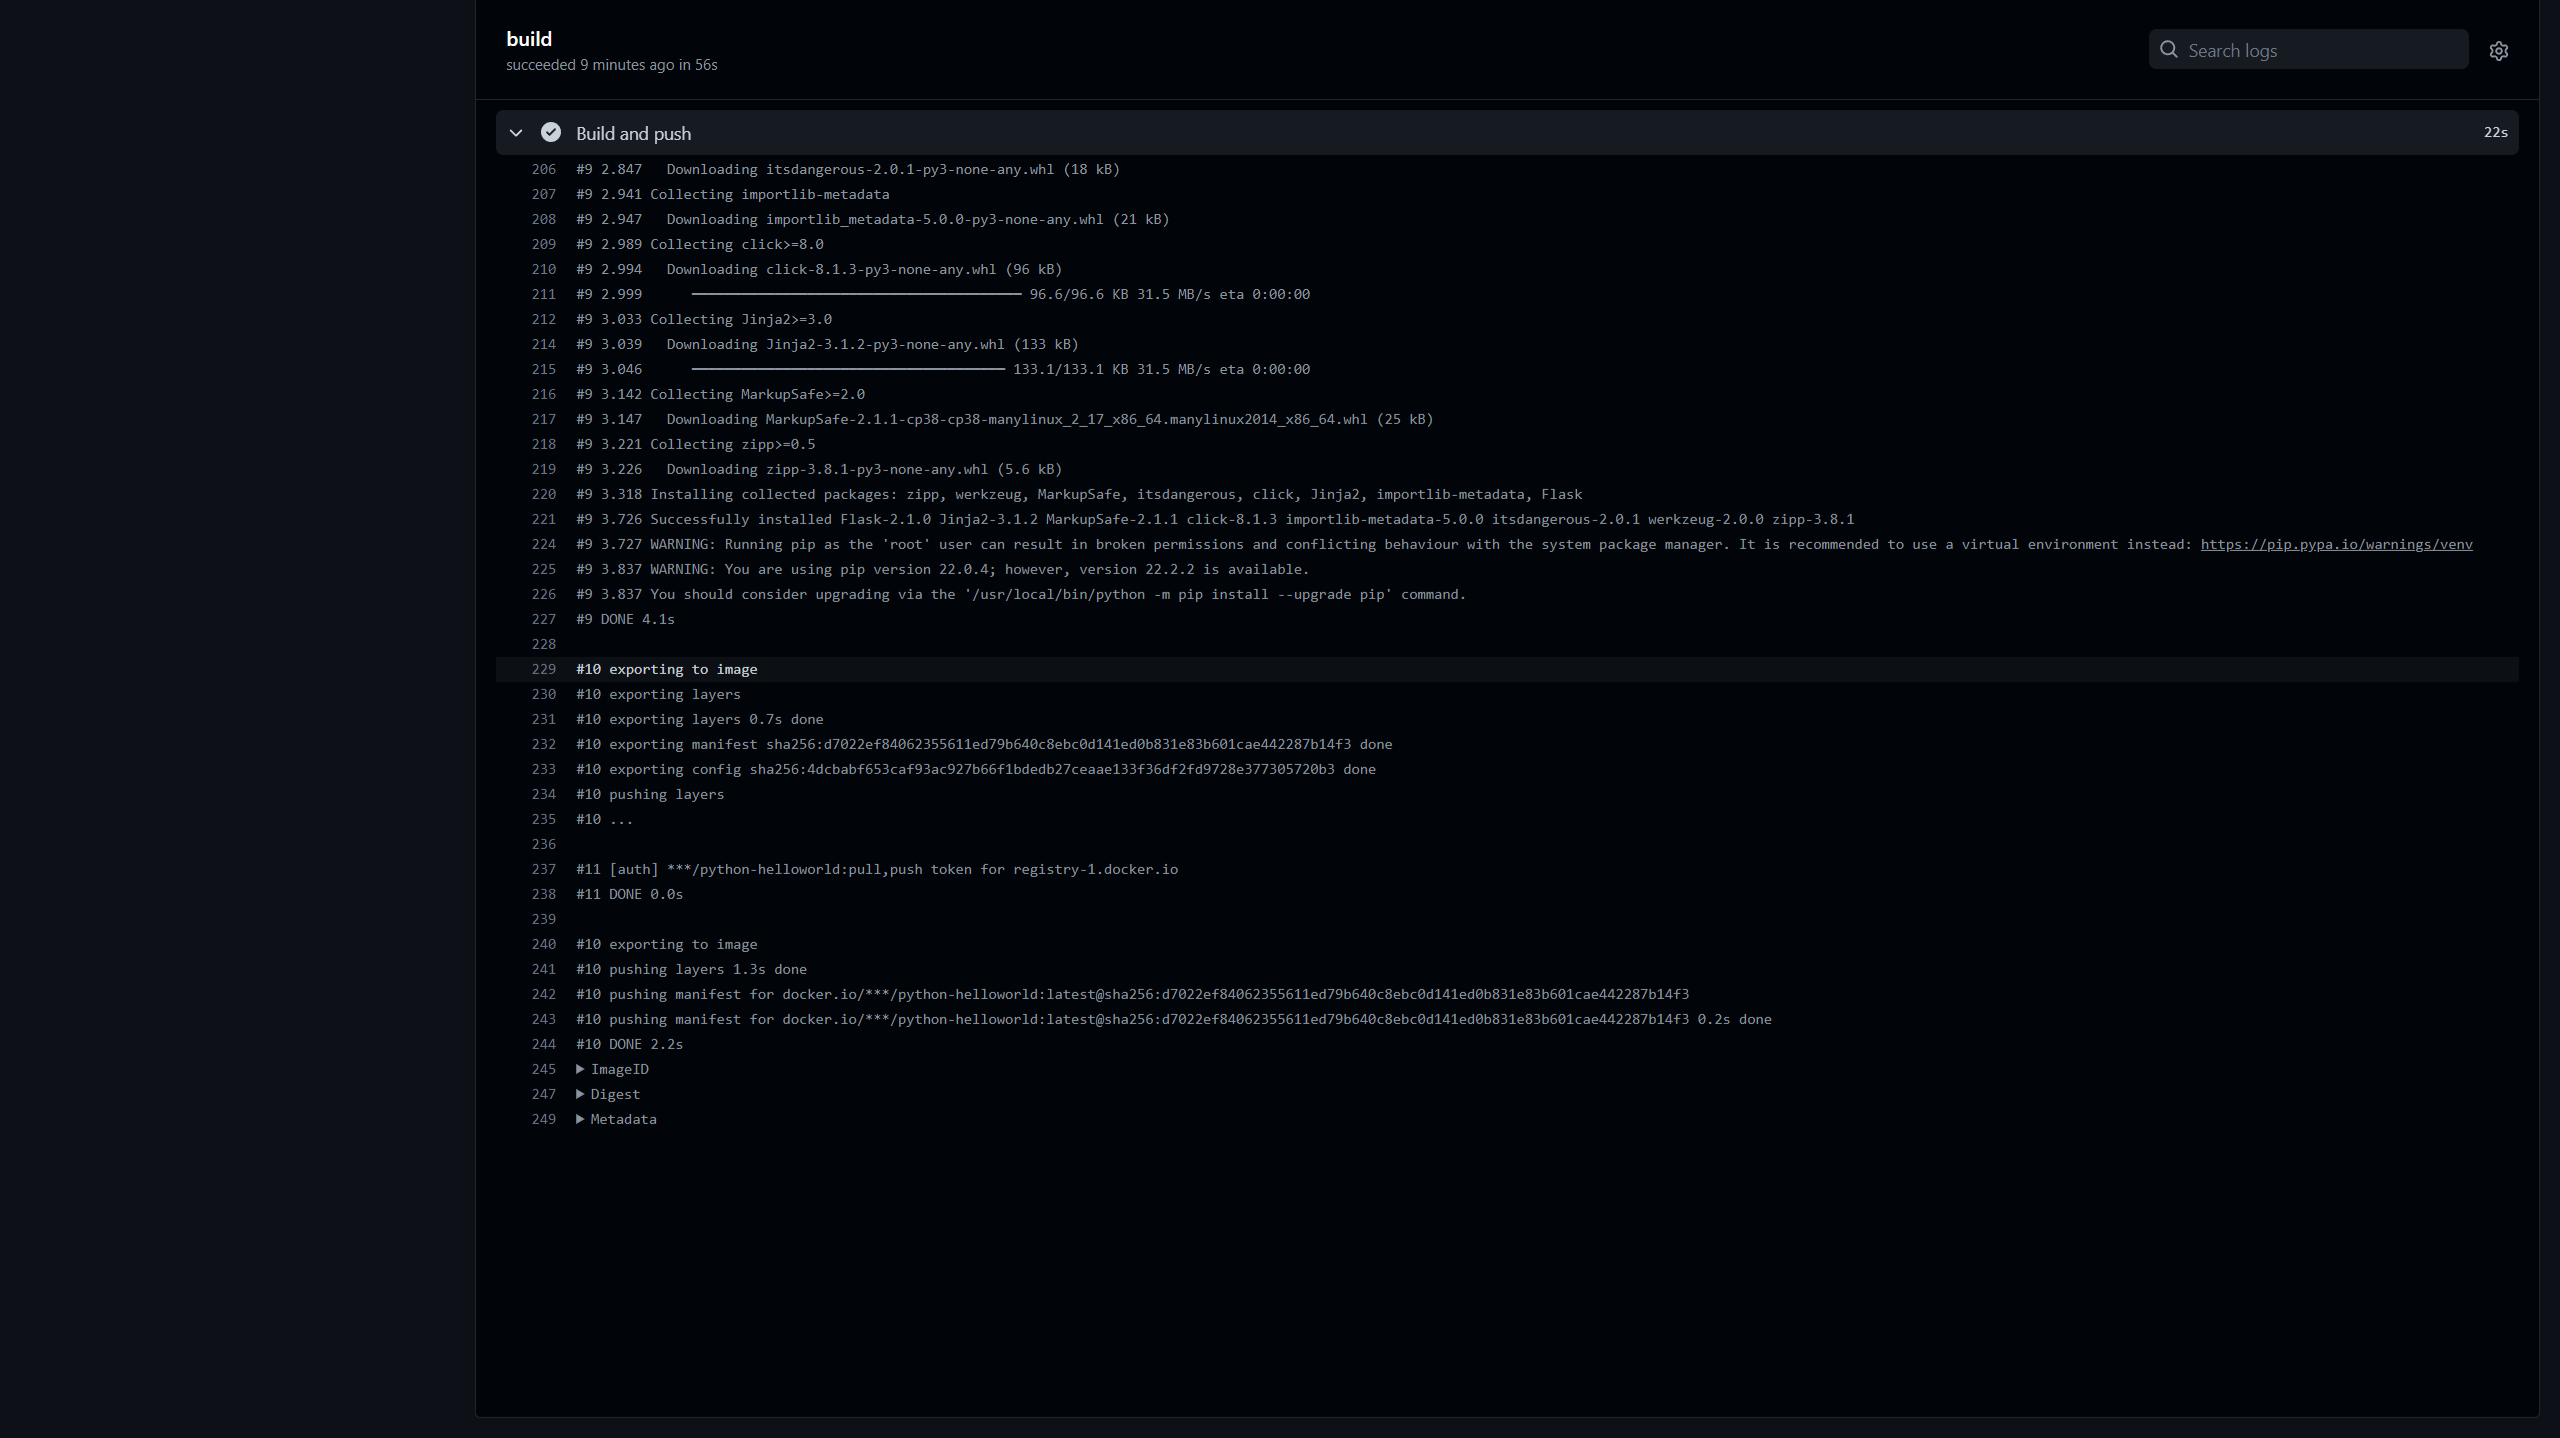 build
succeeded 9 minutes ago in 56s
Search logs
Build and push
22s
206 #9 2.847   Downloading itsdangerous-2.0.1-py3-none-any.whl (18 kB)
207 #9 2.941 Collecting importlib-metadata
208 #9 2.947   Downloading importlib_metadata-5.0.0-py3-none-any.whl (21 kB)
209 #9 2.989 Collecting click>=8.0
210 #9 2.994   Downloading click-8.1.3-py3-none-any.whl (96 kB)
211 #9 2.999      ━━━━━━━━━━━━━━━━━━━━━━━━━━━━━━━━━━━━━━━━ 96.6/96.6 KB 31.5 MB/s eta 0:00:00
212 #9 3.033 Collecting Jinja2>=3.0
214 #9 3.039   Downloading Jinja2-3.1.2-py3-none-any.whl (133 kB)
215 #9 3.046      ━━━━━━━━━━━━━━━━━━━━━━━━━━━━━━━━━━━━━━ 133.1/133.1 KB 31.5 MB/s eta 0:00:00
216 #9 3.142 Collecting MarkupSafe>=2.0
217 #9 3.147   Downloading MarkupSafe-2.1.1-cp38-cp38-manylinux_2_17_x86_64.manylinux2014_x86_64.whl (25 kB)
218 #9 3.221 Collecting zipp>=0.5
219 #9 3.226   Downloading zipp-3.8.1-py3-none-any.whl (5.6 kB)
220 #9 3.318 Installing collected packages: zipp, werkzeug, MarkupSafe, itsdangerous, click, Jinja2, importlib-metadata, Flask
221 #9 3.726 Successfully installed Flask-2.1.0 Jinja2-3.1.2 MarkupSafe-2.1.1 click-8.1.3 importlib-metadata-5.0.0 itsdangerous-2.0.1 werkzeug-2.0.0 zipp-3.8.1
224 #9 3.727 WARNING: Running pip as the 'root' user can result in broken permissions and conflicting behaviour with the system package manager. It is recommended to use a virtual environment instead: https://pip.pypa.io/warnings/venv
225 #9 3.837 WARNING: You are using pip version 22.0.4; however, version 22.2.2 is available.
226 #9 3.837 You should consider upgrading via the '/usr/local/bin/python -m pip install --upgrade pip' command.
227 #9 DONE 4.1s
228
229 #10 exporting to image
230 #10 exporting layers
231 #10 exporting layers 0.7s done
232 #10 exporting manifest sha256:d7022ef84062355611ed79b640c8ebc0d141ed0b831e83b601cae442287b14f3 done
233 #10 exporting config sha256:4dcbabf653caf93ac927b66f1bdedb27ceaae133f36df2fd9728e377305720b3 done
234 #10 pushing layers
235 #10 ...
236
237 #11 [auth] ***/python-helloworld:pull,push token for registry-1.docker.io
238 #11 DONE 0.0s
239
240 #10 exporting to image
241 #10 pushing layers 1.3s done
242 #10 pushing manifest for docker.io/***/python-helloworld:latest@sha256:d7022ef84062355611ed79b640c8ebc0d141ed0b831e83b601cae442287b14f3
243 #10 pushing manifest for docker.io/***/python-helloworld:latest@sha256:d7022ef84062355611ed79b640c8ebc0d141ed0b831e83b601cae442287b14f3 0.2s done
244 #10 DONE 2.2s
245 ▶ ImageID
247 ▶ Digest
249 ▶ Metadata